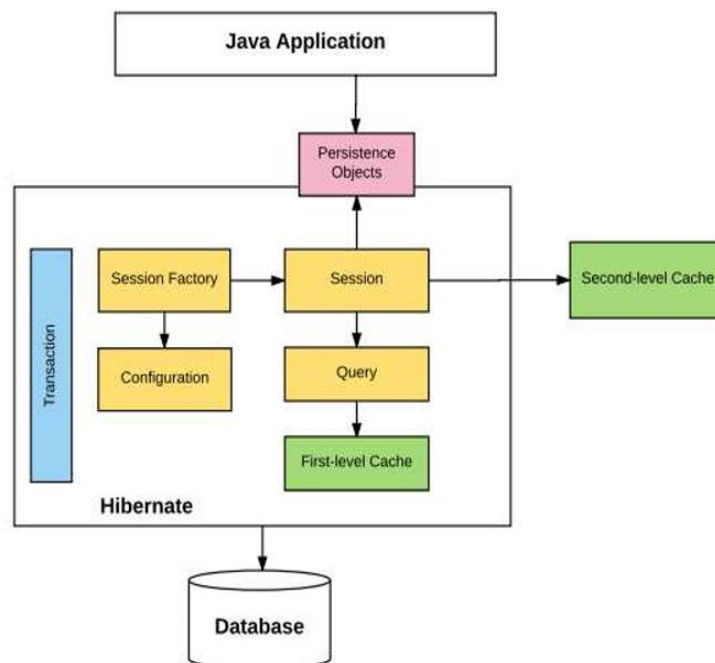 Java Application
Persistence
Objects
Session Factory
Session
Second-level Cache
Transaction
Configuration
Query
First-level Cache
Hibernate
Database